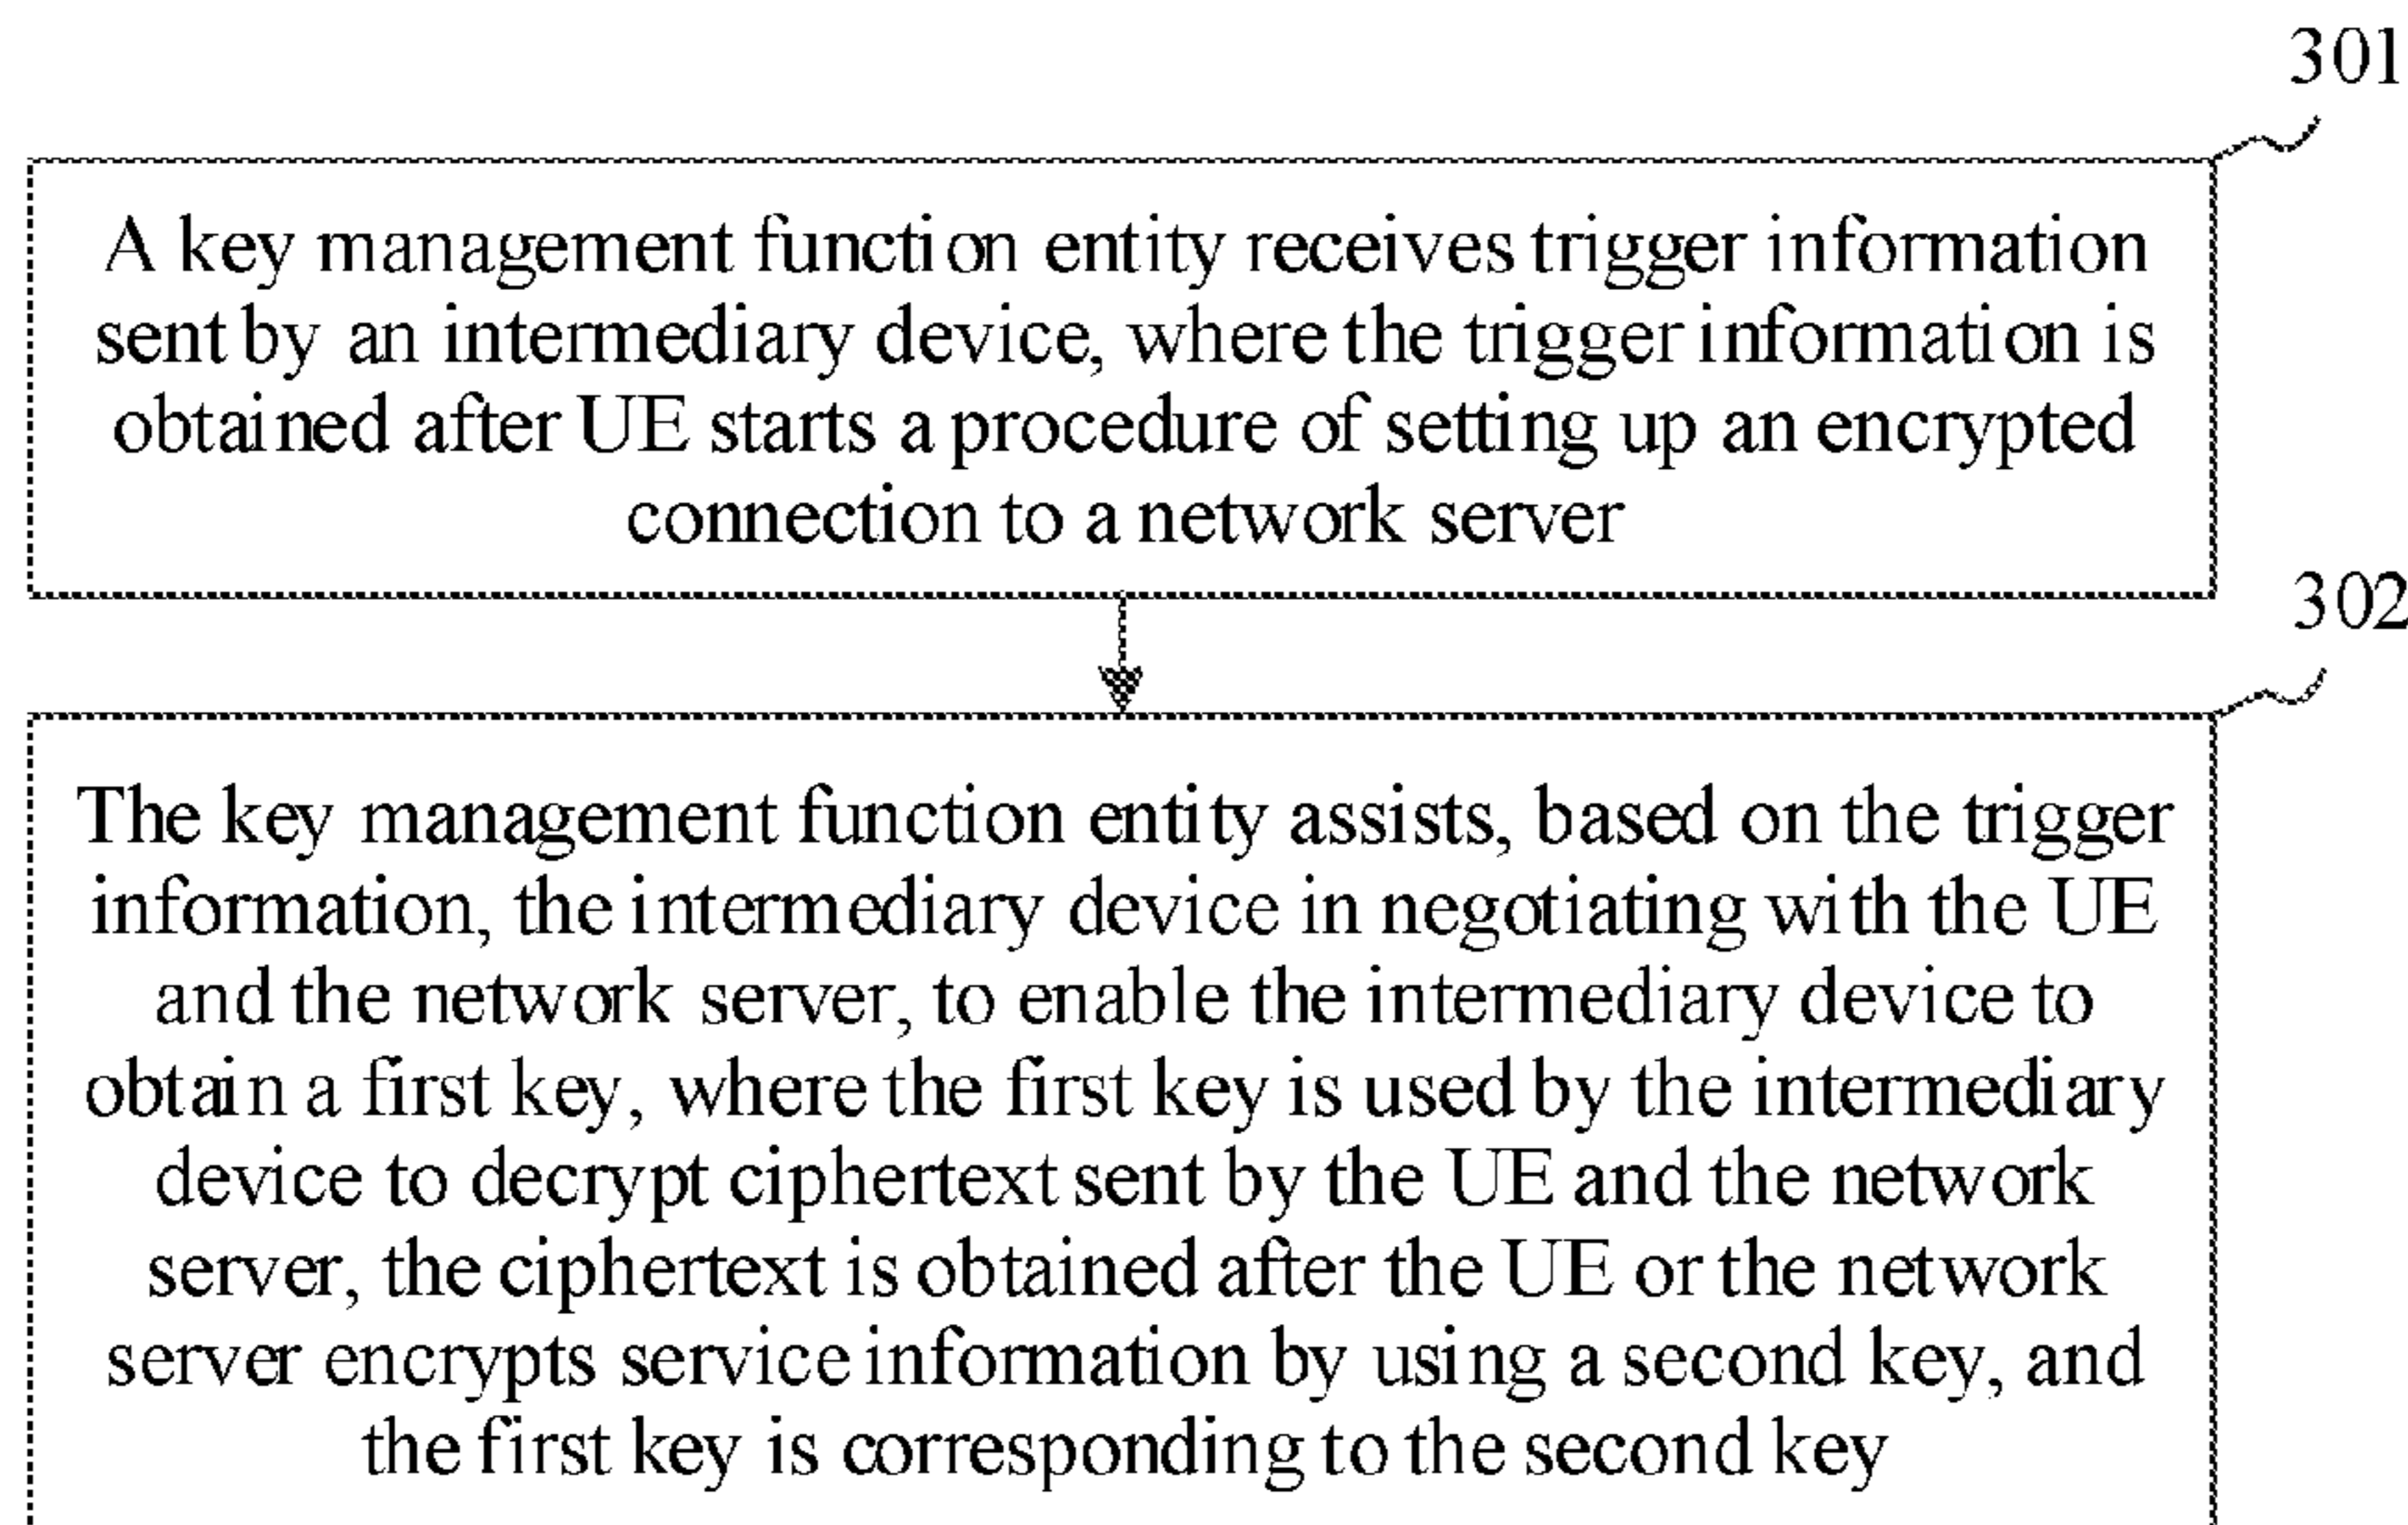 301
A key management function entity receives trigger information
sent by an intermediary device, where the trigger information is
obtained after UE starts a procedure of setting up an encrypted
connection to a network server
302
The key management function entity assists, based on the trigger
information, the intermediary device in negotiating with the UE
and the network server, to enable the intermediary device to
obtain a first key, where the first key is used by the intermediary
device to decrypt ciphertext sent by the UE and the network
server, the ciphertext is obtained after the UE or the network
server encrypts service information by using a second key, and
the first key is corresponding to the second key